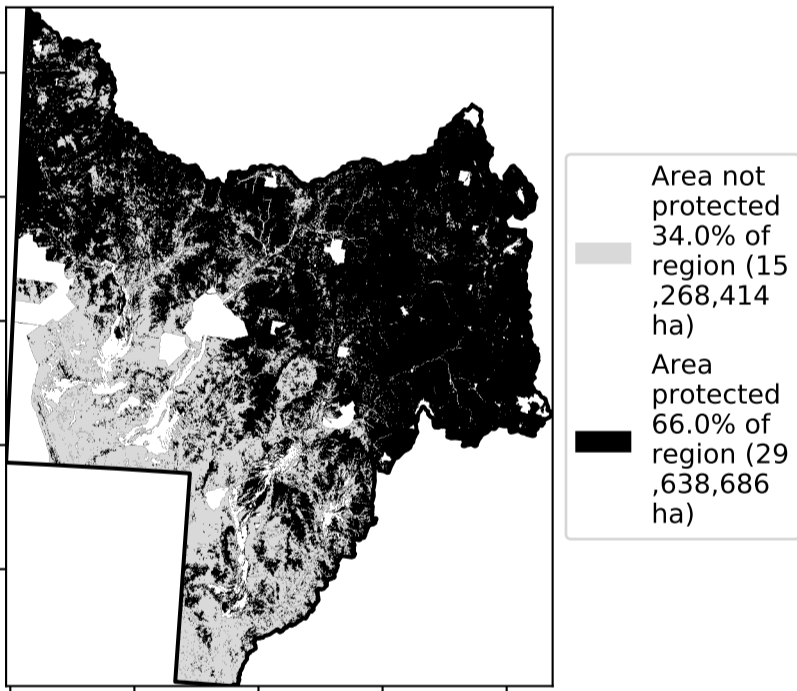 Area not
protected
34.0% of
region (15
,268,414
ha)
Area
protected
66.0% of
region (29
,638,686
ha)